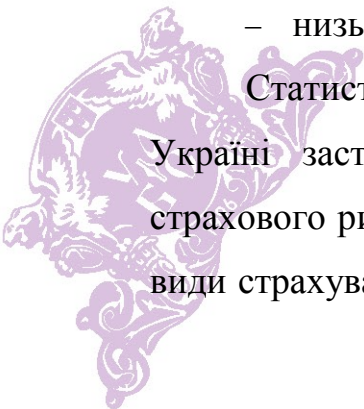 – низь
Статист
Україні заст
страхового ри
види страхува